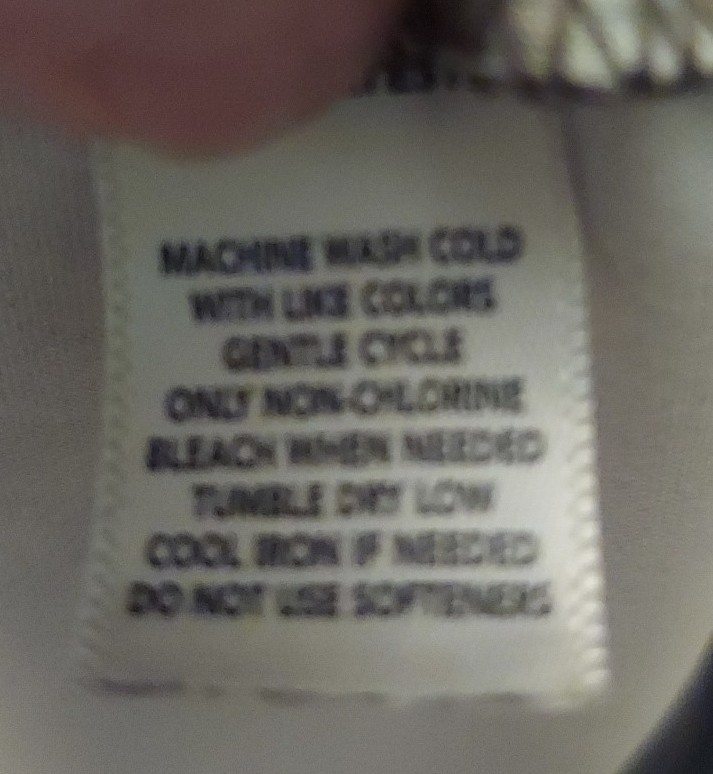 MACHINE WASH COLD
WITH LIKE COLORS
GENTLE CYCLE
ONLY NON-CHLORINE
BLEACH WHEN NEEDED
TUMBLE DRY LOW
COOL IRON IF NEEDED
DO NOT USE SOFTENERS